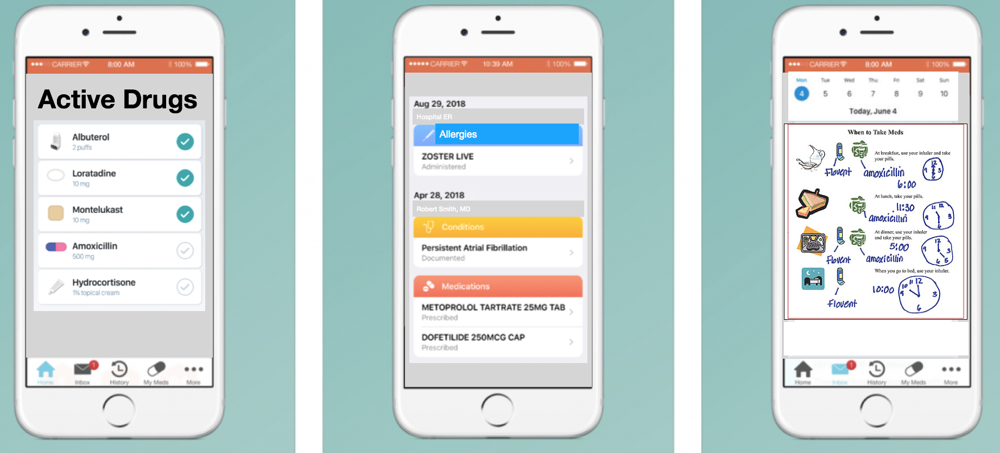 CARRIER 8:00 AM 100%
Active Drugs
Albuterol
2 puffs
Loratadine
10 mg
Montelukast
10 mg
Amoxicillin
500 mg
Hydrocortisone
1% topical cream
1
Home Inbox History My Meds More
CARRIER 10:39 AM 100%
Aug 29, 2018
Hospital ER
Allergies
ZOSTER LIVE
Administered
Apr 28, 2018
Robert Smith, MD
Conditions
Persistent Atrial Fibrillation
Documented
Medications
METOPROLOL TARTRATE 25MG TAB
Prescribed
DOFETILIDE 250MCG CAP
Prescribed
CARRIER 8:00 AM 100%
Mon Tue Wed Thu Fri Sat Sun
4 5 6 7 8 9 10
Today, June 4
When to Take Meds
At breakfast, use your inhaler and take
your pills.
12
9 3
6
Flovent amoxicillin
6:00
At lunch, take your pills.
11:30
11 12
9 3
6
amoxicillin
At dinner, use your inhaler
and take your pills.
5:00
12
9 3
6 5
Flovent amoxicillin
When you go to bed, use your inhaler.
10:00
10 11 12
9 3
6
Flovent
1
Home Inbox History My Meds More